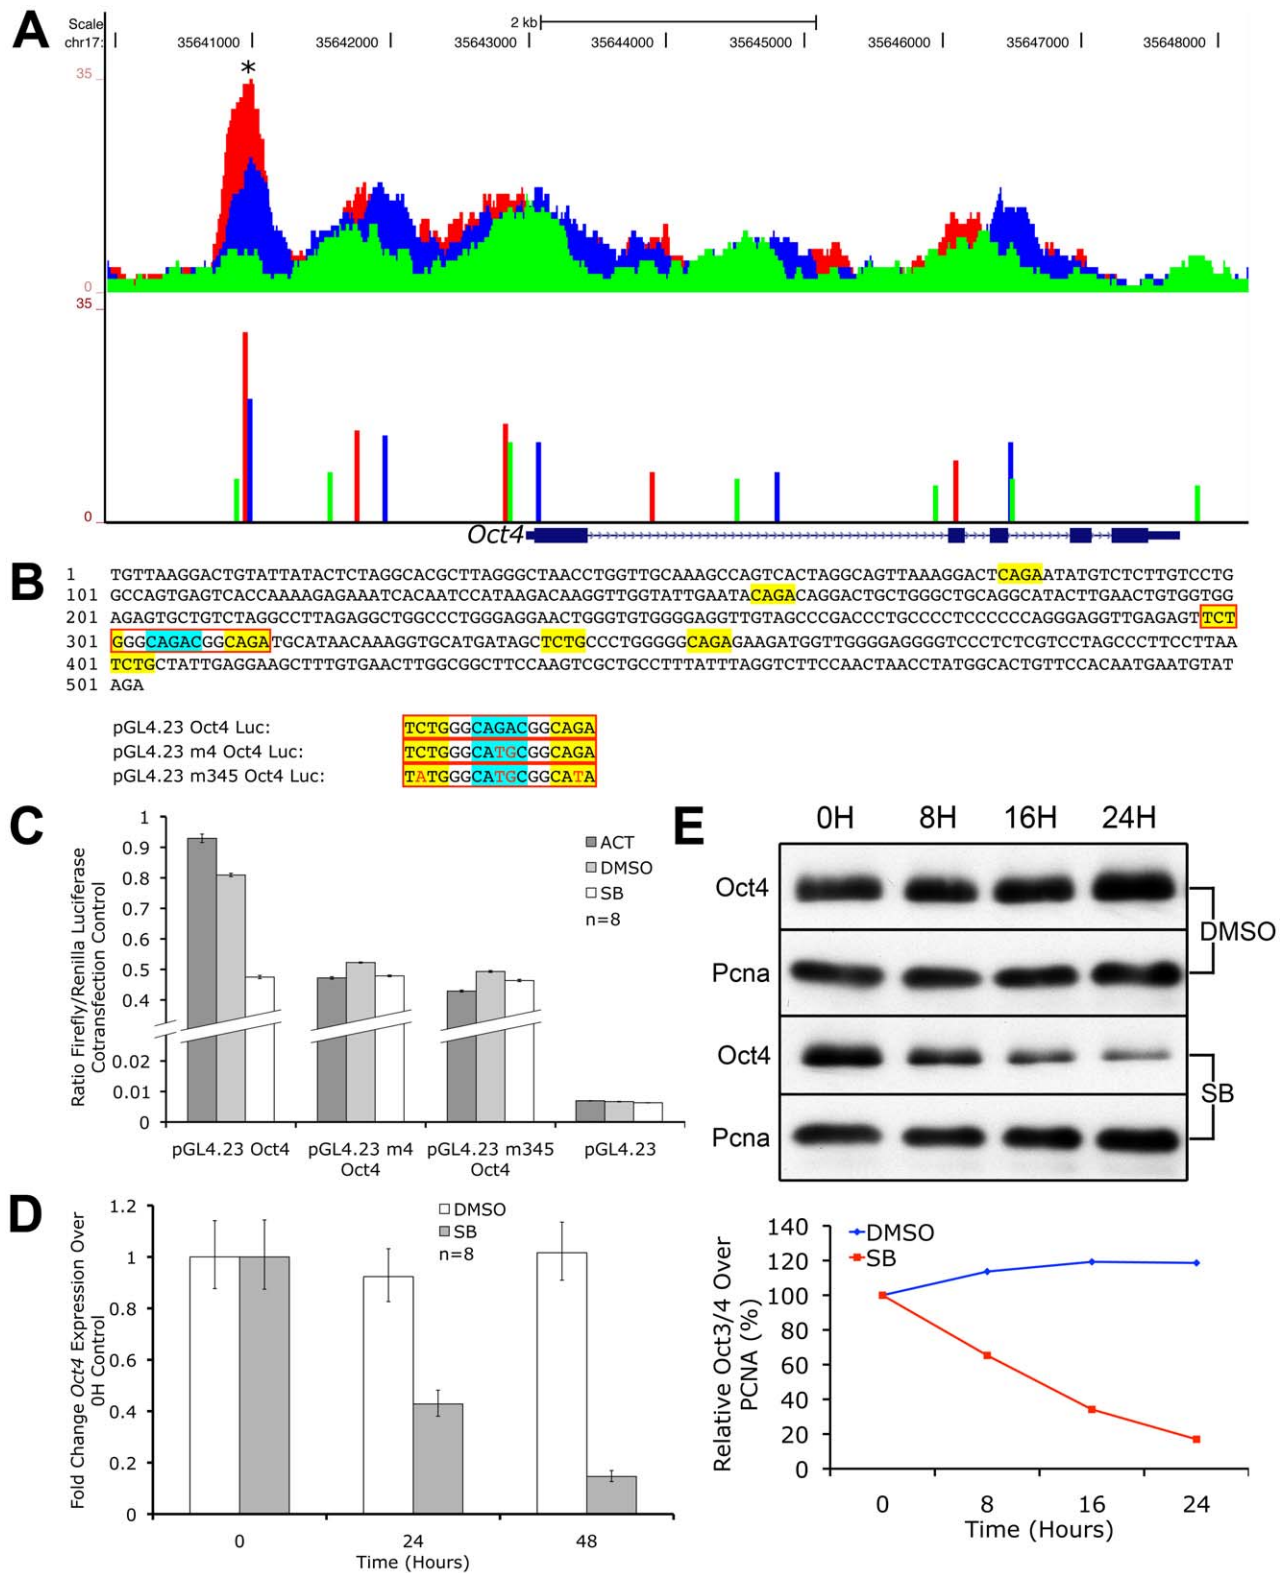 A
Scale
2 kb
chr17:
35641000
35642000
35643000
35644000
35645000
35646000
35647000
35648000
*
35
0
35
0
Oct4
B
1 TGTTAAGGACTGTATTATACTCTAGGCACGCTTAGGGCTAACCTGGTTGCAAAGCCAGTCACTAGGCAGTTAAAGGACTCAGAATATGTCTCTTGTCCTG
101 GCCAGTGAGTCACCAAAAGAGAAATCACAATCCATAAGACAAGGTTGGTATTGAATACAGACAGGACTGCTGGGCTGCAGGCATACTTGAACTGTGGTGG
201 AGAGTGCTGTCTAGGCCTTAGAGGCTGGCCCTGGGAGGAACTGGGTGTGGGGAGGTTGTAGCCCGACCCTGCCCCTCCCCCCAGGGAGGTTGAGAGTTCT
301 GGGCAGACGGCAGATGCATAACAAAGGTGCATGATAGCTCTGCCCTGGGGGCAGAGAAGATGGTTGGGGAGGGGTCCCTCTCGTCCTAGCCCTTCCTTAA
401 TCTGCTATTGAGGAAGCTTTGTGAACTTGGCGGCTTCCAAGTCGCTGCCTTTATTTAGGTCTTCCAACTAACCTATGGCACTGTTCCACAATGAATGTAT
501 AGA
pGL4.23 Oct4 Luc: TCTGGGCAGACGGCAGA
pGL4.23 m4 Oct4 Luc: TCTGGGCATGCGGCAGA
pGL4.23 m345 Oct4 Luc: TATGGGCATGCGGCATA
C
Ratio Firefly/Renilla Luciferase
Cotransfection Control
1
0.9
0.8
0.7
0.6
0.5
0.4
0.02
0.01
0
ACT
DMSO
SB
n=8
pGL4.23 Oct4
pGL4.23 m4
Oct4
pGL4.23 m345
Oct4
pGL4.23
D
Fold Change Oct4 Expression Over
0H Control
1.2
1
0.8
0.6
0.4
0.2
0
DMSO
SB
n=8
0
24
48
Time (Hours)
E
0H 8H 16H 24H
Oct4
Pcna
DMSO
Oct4
Pcna
SB
Relative Oct3/4 Over
PCNA (%)
140
120
100
80
60
40
20
0
DMSO
SB
0
8
16
24
Time (Hours)